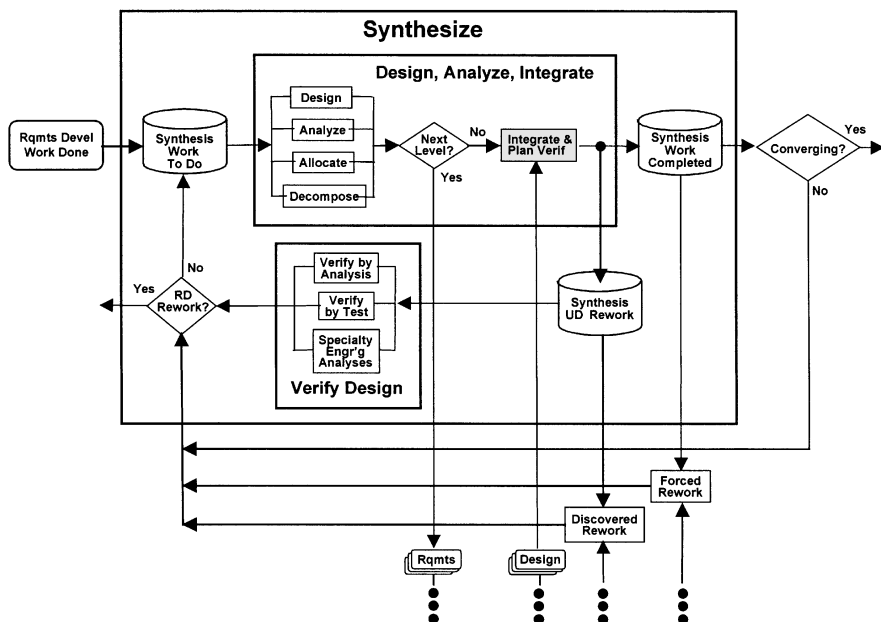 Synthesize
Design, Analyze, Integrate
Rqmts Devel
Work Done
Synthesis
Work
To Do
Design
Analyze
Allocate
Decompose
Next
Level?
No
Yes
Integrate &
Plan Verif
Synthesis
Work
Completed
Converging?
Yes
No
No
Yes
RD
Rework?
Verify by
Analysis
Verify
by Test
Specialty
Engr'g
Analyses
Verify Design
Synthesis
UD Rework
Forced
Rework
Discovered
Rework
Rqmts
Design